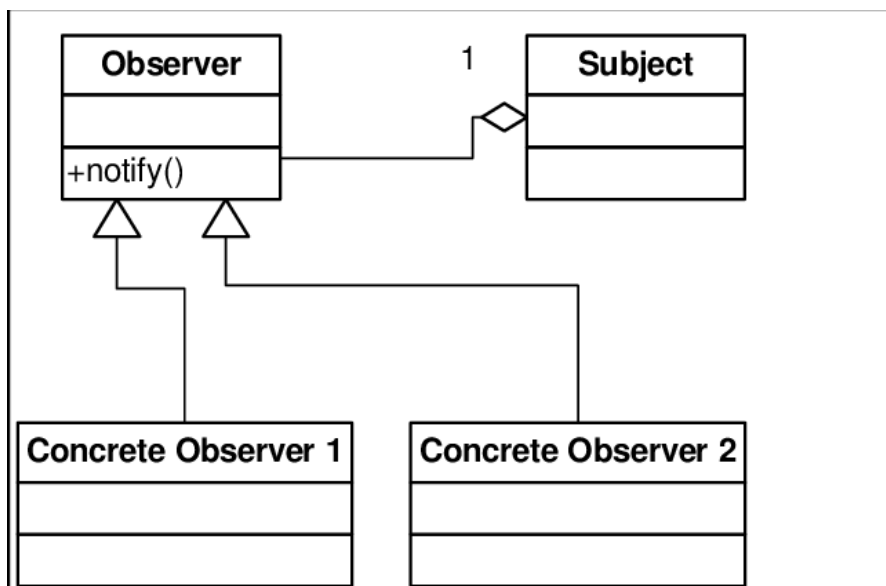 Observer
1
Subject
+notify()
Concrete Observer 1
Concrete Observer 2